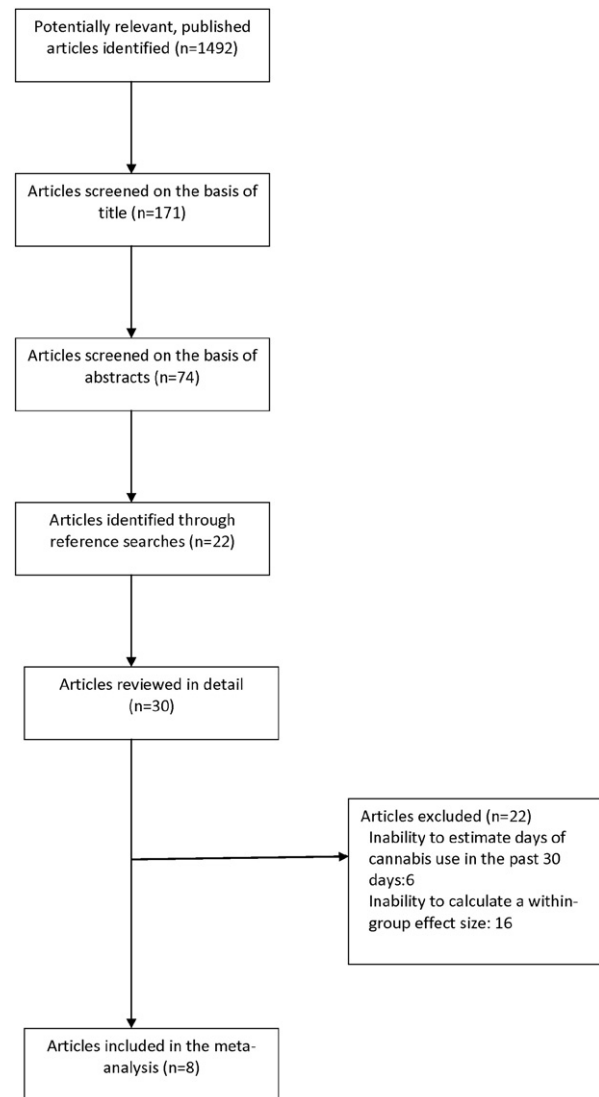 Potentially relevant, published
articles identified (n=1492)
Articles screened on the basis of
title (n=171)
Articles screened on the basis of
abstracts (n=74)
Articles identified through
reference searches (n=22)
Articles reviewed in detail
(n=30)
Articles excluded (n=22)
Inability to estimate days of
cannabis use in the past 30
days:6
Inability to calculate a within-
group effect size: 16
Articles included in the meta-
analysis (n=8)